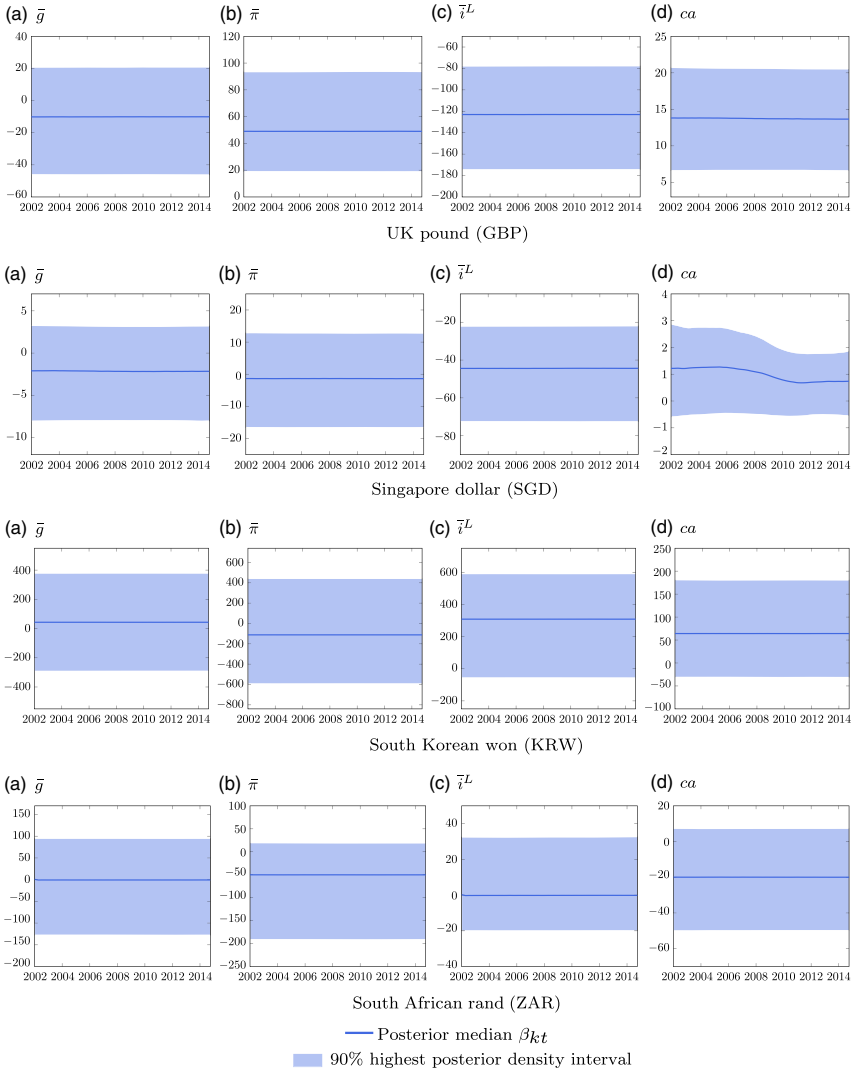 (a) ḡ (b) π̄ (c) ī^L (d) ca
40 20 0 −20 −40 −60
120 100 80 60 40 20 0
−60 −80 −100 −120 −140 −160 −180 −200
25 20 15 10 5
2002 2004 2006 2008 2010 2012 2014 2002 2004 2006 2008 2010 2012 2014 2002 2004 2006 2008 2010 2012 2014 2002 2004 2006 2008 2010 2012 2014
UK pound (GBP)
(a) ḡ (b) π̄ (c) ī^L (d) ca
5 0 −5 −10
20 10 0 −10 −20
−20 −40 −60 −80
4 3 2 1 0 −1 −2
2002 2004 2006 2008 2010 2012 2014 2002 2004 2006 2008 2010 2012 2014 2002 2004 2006 2008 2010 2012 2014 2002 2004 2006 2008 2010 2012 2014
Singapore dollar (SGD)
(a) ḡ (b) π̄ (c) ī^L (d) ca
400 200 0 −200 −400
600 400 200 0 −200 −400 −600 −800
600 400 200 0 −200
250 200 150 100 50 0 −50 −100
2002 2004 2006 2008 2010 2012 2014 2002 2004 2006 2008 2010 2012 2014 2002 2004 2006 2008 2010 2012 2014 2002 2004 2006 2008 2010 2012 2014
South Korean won (KRW)
(a) ḡ (b) π̄ (c) ī^L (d) ca
150 100 50 0 −50 −100 −150 −200
100 50 0 −50 −100 −150 −200 −250
40 20 0 −20 −40
20 0 −20 −40 −60
2002 2004 2006 2008 2010 2012 2014 2002 2004 2006 2008 2010 2012 2014 2002 2004 2006 2008 2010 2012 2014 2002 2004 2006 2008 2010 2012 2014
South African rand (ZAR)
Posterior median β_kt
90% highest posterior density interval